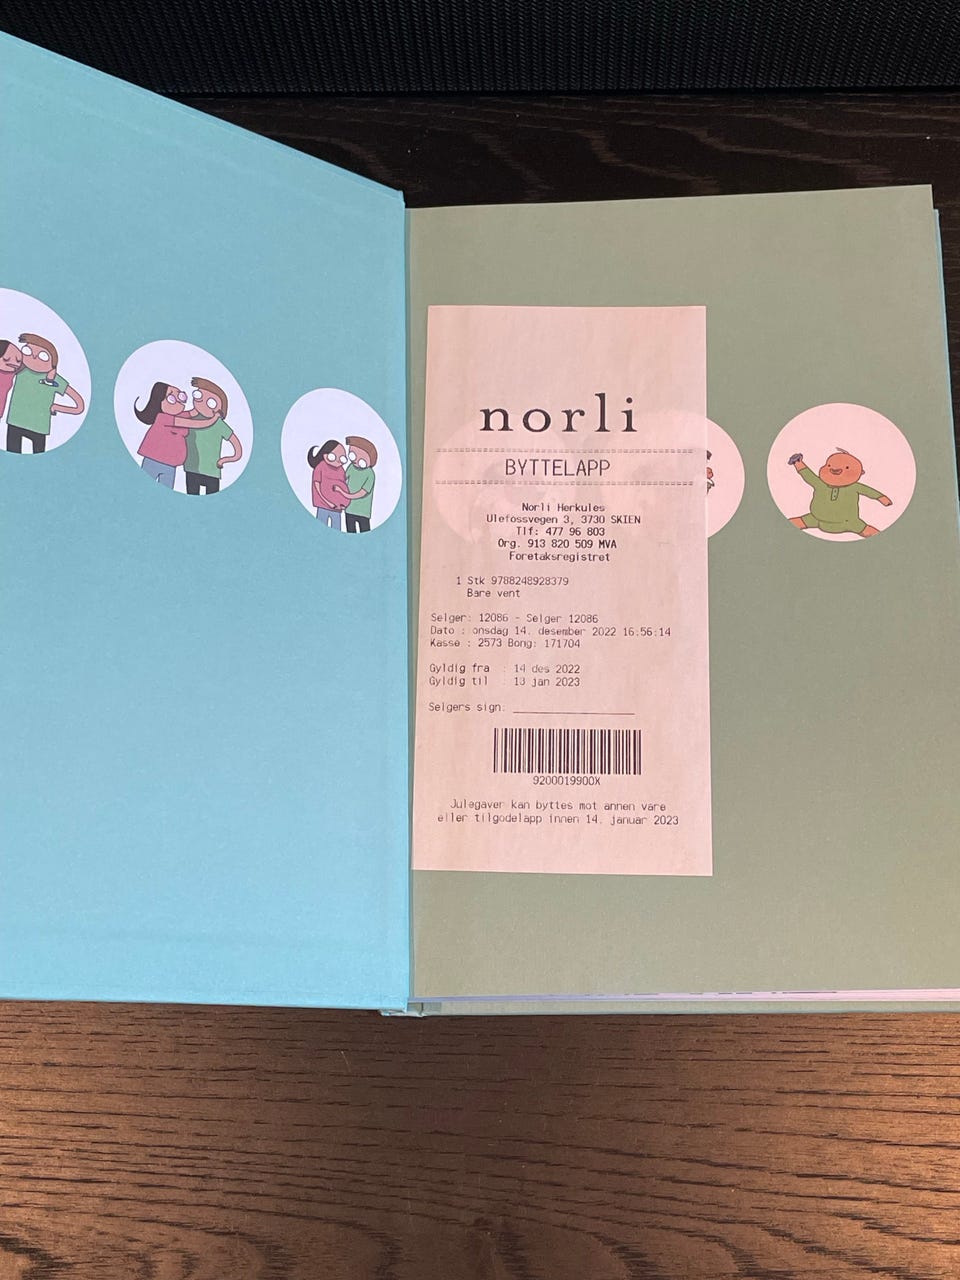 norli
BYTTELAPP
Norli Herkules
Ulefossvegen 3, 3730 SKIEN
Tlf: 477 96 803
Org. 913 820 509 MVA
Foretaksregistret
1 Stk 9788248928379
Bare vent
Selger: 12086 - Selger 12086
Dato : onsdag 14. desember 2022 16:56:14
Kasse : 2573 Bong: 171704
Gyldig fra : 14 des 2022
Gyldig til : 13 jan 2023
Selgers sign: ____________________
9200019900X
Julegaver kan byttes mot annen vare
eller tilgodelapp innen 14. januar 2023